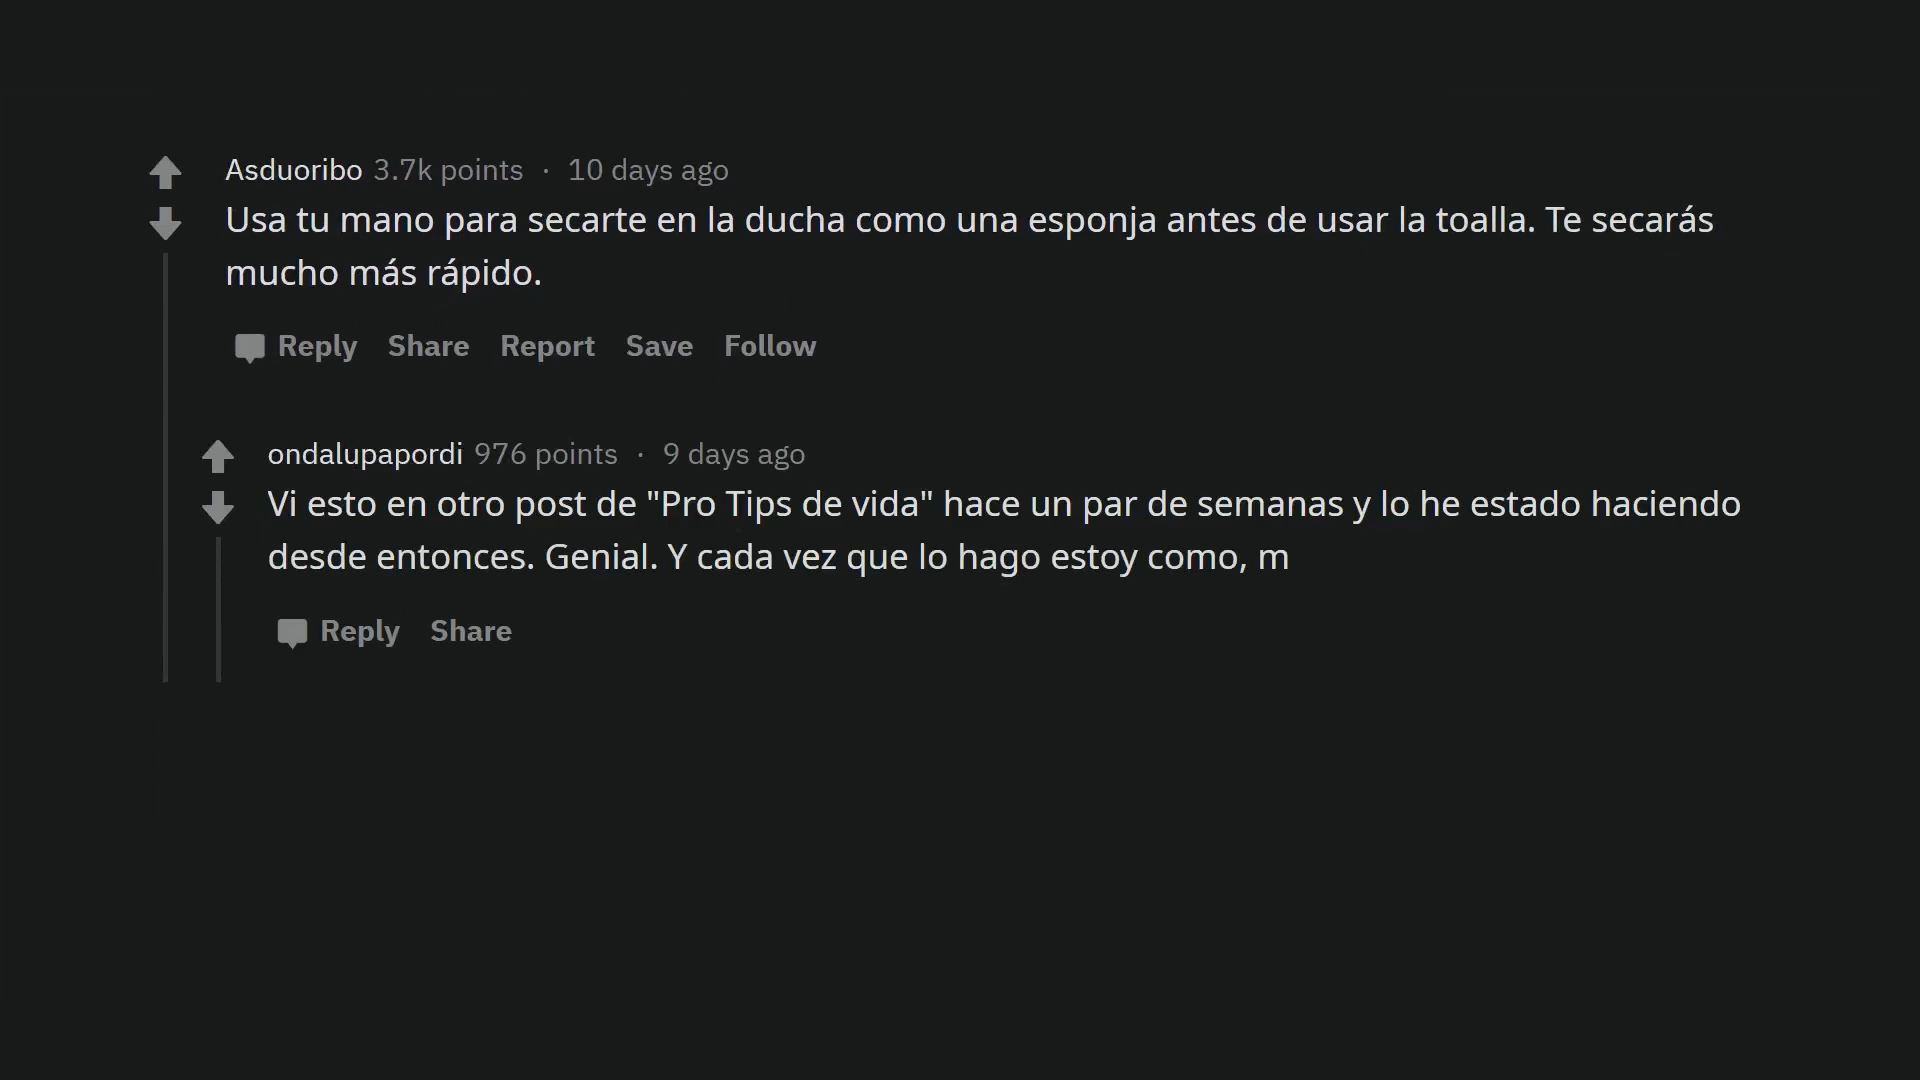 Asduoribo 3.7k points · 10 days ago
Usa tu mano para secarte en la ducha como una esponja antes de usar la toalla. Te secarás
mucho más rápido.
Reply Share Report Save Follow
ondalupapordi 976 points · 9 days ago
Vi esto en otro post de "Pro Tips de vida" hace un par de semanas y lo he estado haciendo
desde entonces. Genial. Y cada vez que lo hago estoy como, m
Reply Share